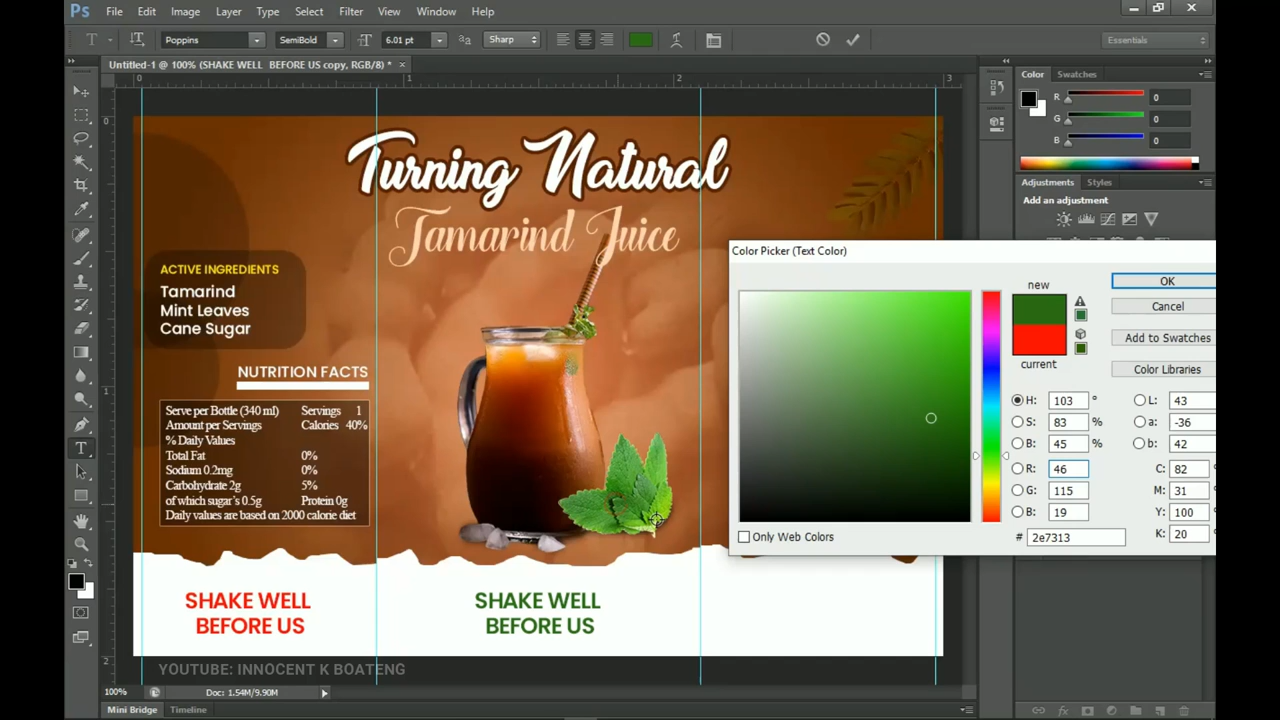 Ps File Edit Image Layer Type Select Filter View Window Help
T Poppins SemiBold 6.01 pt Sharp Essentials
Untitled-1 @ 100% (SHAKE WELL  BEFORE US copy, RGB/8) *
0 1 2 3
Turning Natural
Tamarind Juice
ACTIVE INGREDIENTS
Tamarind
Mint Leaves
Cane Sugar
NUTRITION FACTS
Serve per Bottle (340 ml) Servings 1
Amount per Servings Calories 40%
% Daily Values
Total Fat 0%
Sodium 0.2mg 0%
Carbohydrate 2g 5%
of which sugar's 0.5g Protein 0g
Daily values are based on 2000 calorie diet
SHAKE WELL
BEFORE US
SHAKE WELL
BEFORE US
YOUTUBE: INNOCENT K BOATENG
Color Picker (Text Color)
new
current
OK
Cancel
Add to Swatches
Color Libraries
H: 103 ° L: 43
S: 83 % a: -36
B: 45 % b: 42
R: 46 C: 82
G: 115 M: 31
B: 19 Y: 100
# 2e7313 K: 20
Only Web Colors
Color Swatches
R 0
G 0
B 0
Adjustments Styles
Add an adjustment
0
1
2
100% Doc: 1.54M/9.90M
Mini Bridge Timeline